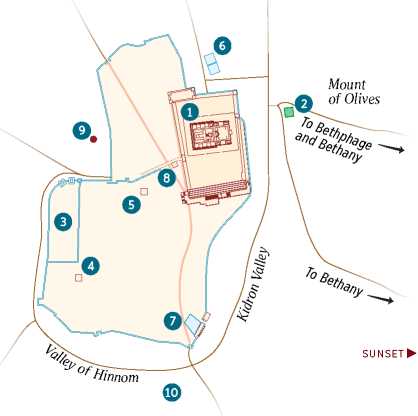 6
Mount
of Olives
2
1
To Bethphage
and Bethany
9
8
5
3
4
Kidron Valley
To Bethany
7
SUNSET
Valley of Hinnom
10